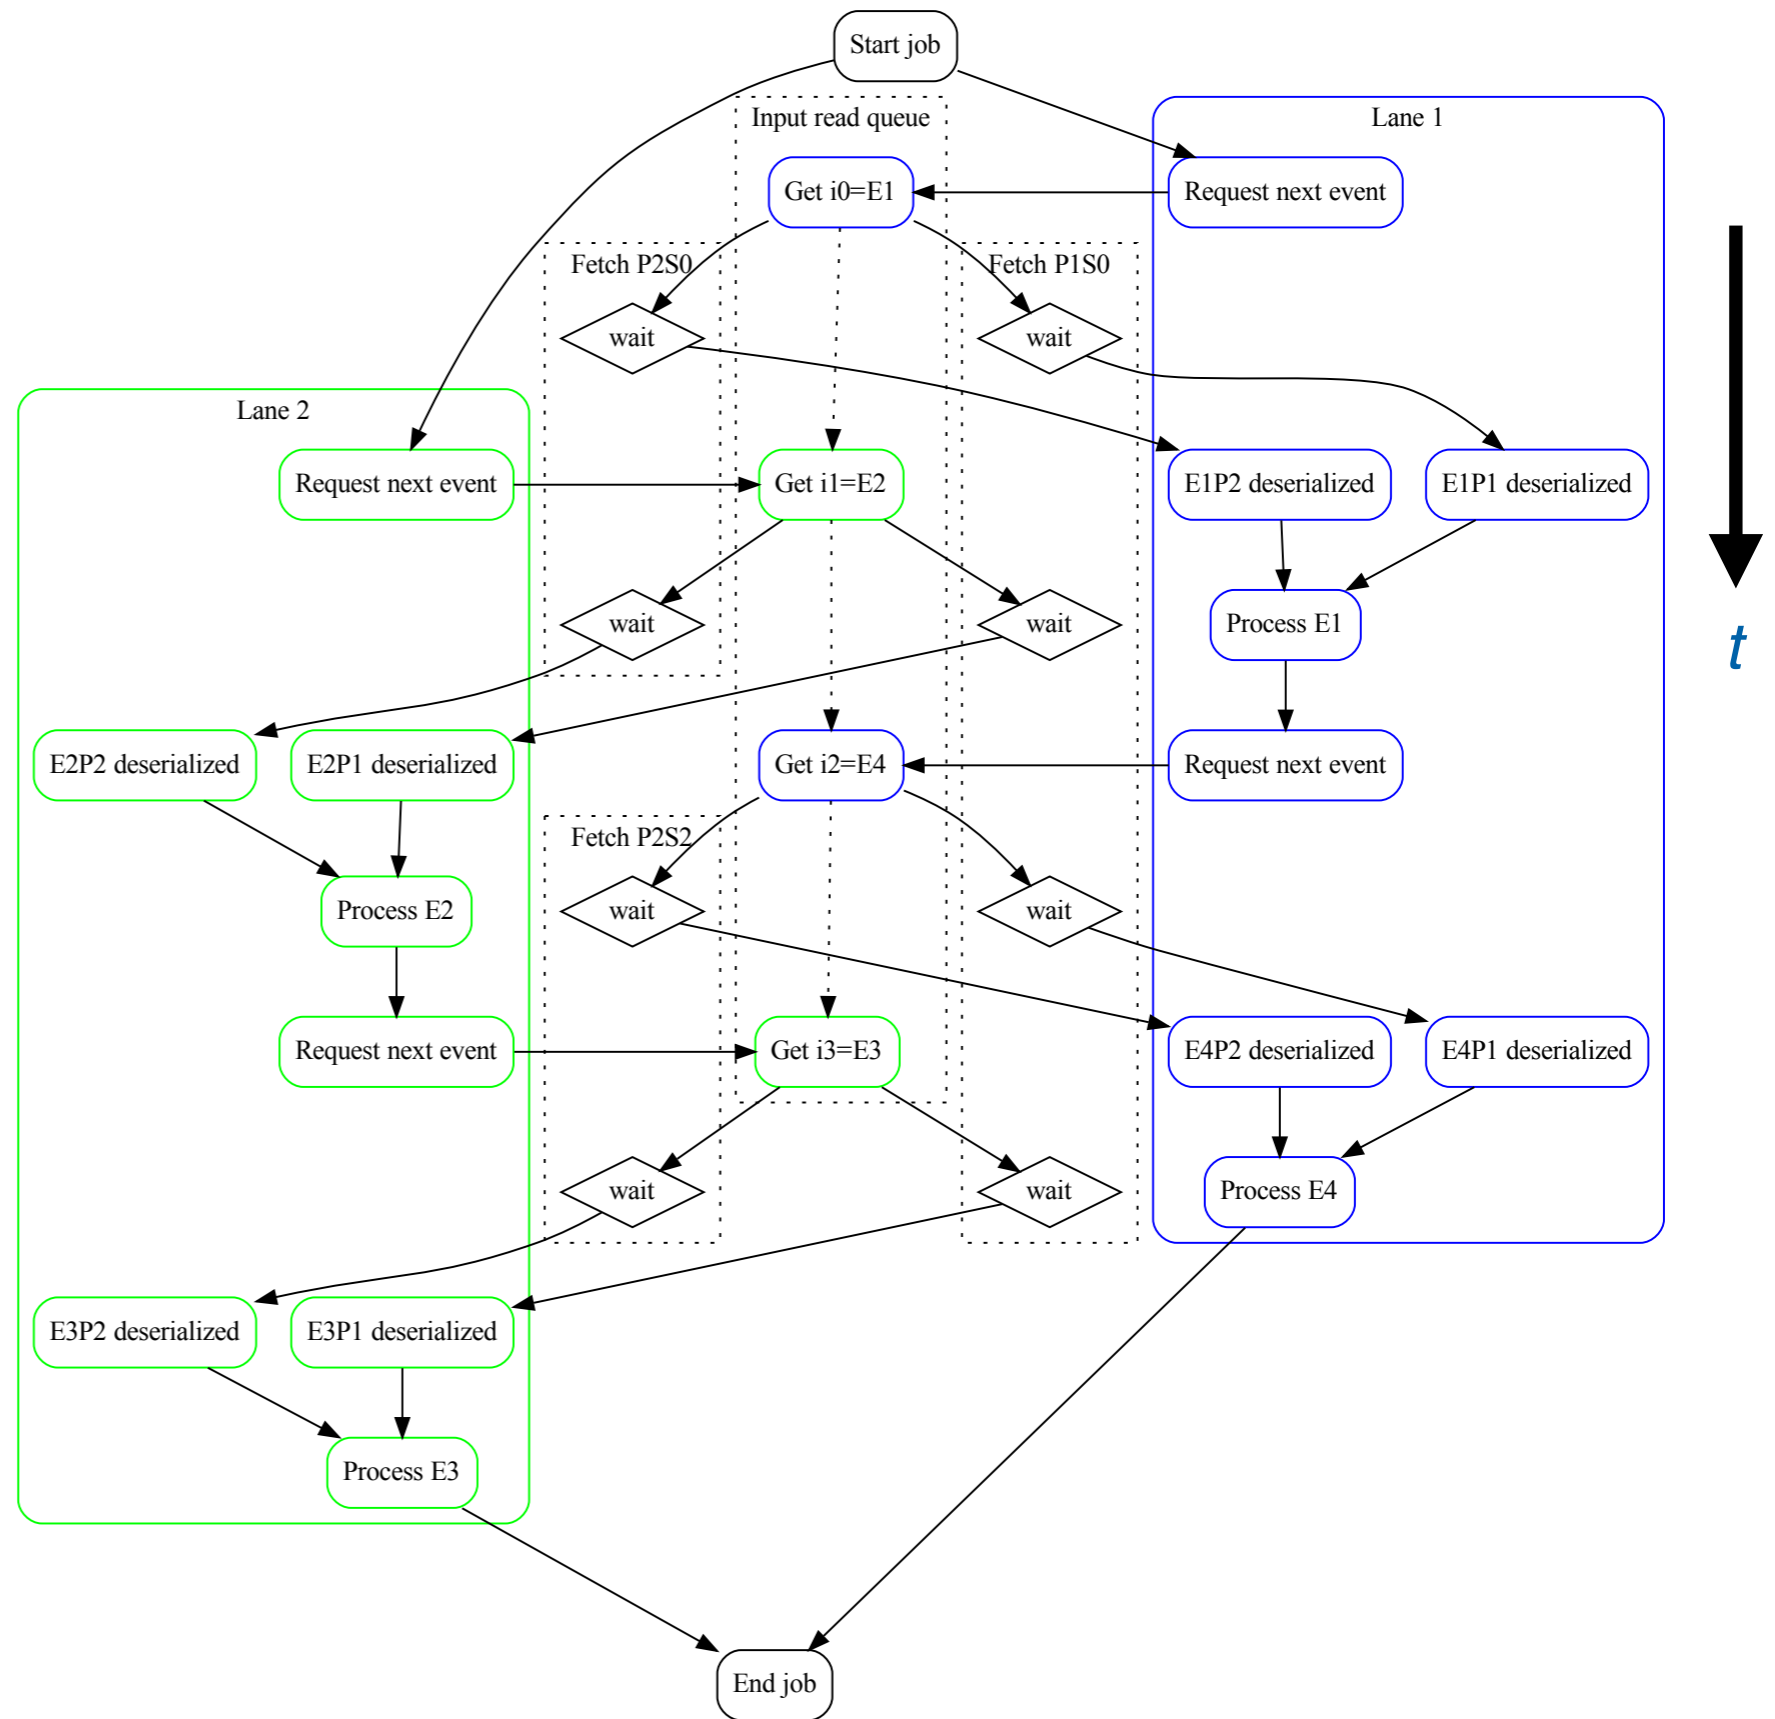 Start job
Input read queue
Lane 1
Get i0=E1
Request next event
Fetch P2S0
Fetch P1S0
wait
wait
Lane 2
Request next event
Get i1=E2
E1P2 deserialized
E1P1 deserialized
wait
wait
Process E1
t
E2P2 deserialized
E2P1 deserialized
Get i2=E4
Request next event
Fetch P2S2
Process E2
wait
wait
Request next event
Get i3=E3
E4P2 deserialized
E4P1 deserialized
wait
wait
Process E4
E3P2 deserialized
E3P1 deserialized
Process E3
End job